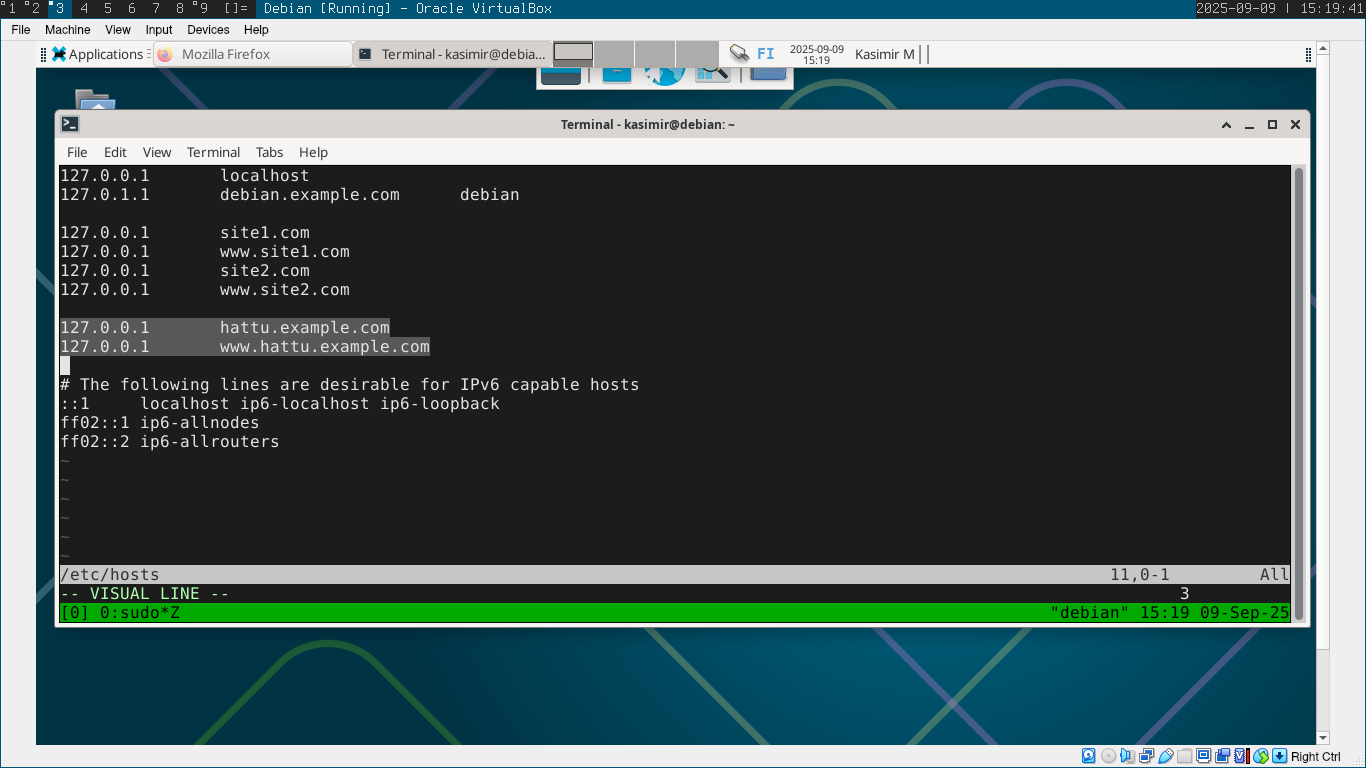 1 2 3 4 5 6 7 8 9 []= Debian [Running] - Oracle VirtualBox 2025-09-09 | 15:19:41
File Machine View Input Devices Help
Applications Mozilla Firefox Terminal - kasimir@debia... FI 2025-09-09 15:19 Kasimir M
Terminal - kasimir@debian: ~
File Edit View Terminal Tabs Help
127.0.0.1 localhost
127.0.1.1 debian.example.com debian
127.0.0.1 site1.com
127.0.0.1 www.site1.com
127.0.0.1 site2.com
127.0.0.1 www.site2.com
127.0.0.1 hattu.example.com
127.0.0.1 www.hattu.example.com
# The following lines are desirable for IPv6 capable hosts
::1 localhost ip6-localhost ip6-loopback
ff02::1 ip6-allnodes
ff02::2 ip6-allrouters
~
~
~
~
~
~
/etc/hosts 11,0-1 All
-- VISUAL LINE -- 3
[0] 0:sudo*Z "debian" 15:19 09-Sep-25
Right Ctrl